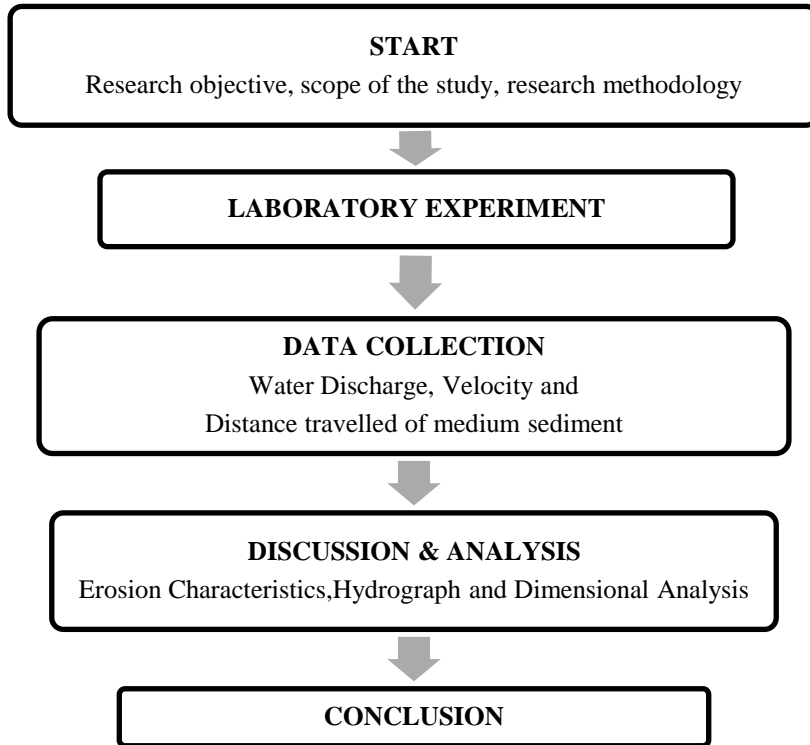 START
Research objective, scope of the study, research methodology
LABORATORY EXPERIMENT
DATA COLLECTION
Water Discharge, Velocity and
Distance travelled of medium sediment
DISCUSSION & ANALYSIS
Erosion Characteristics,Hydrograph and Dimensional Analysis
CONCLUSION